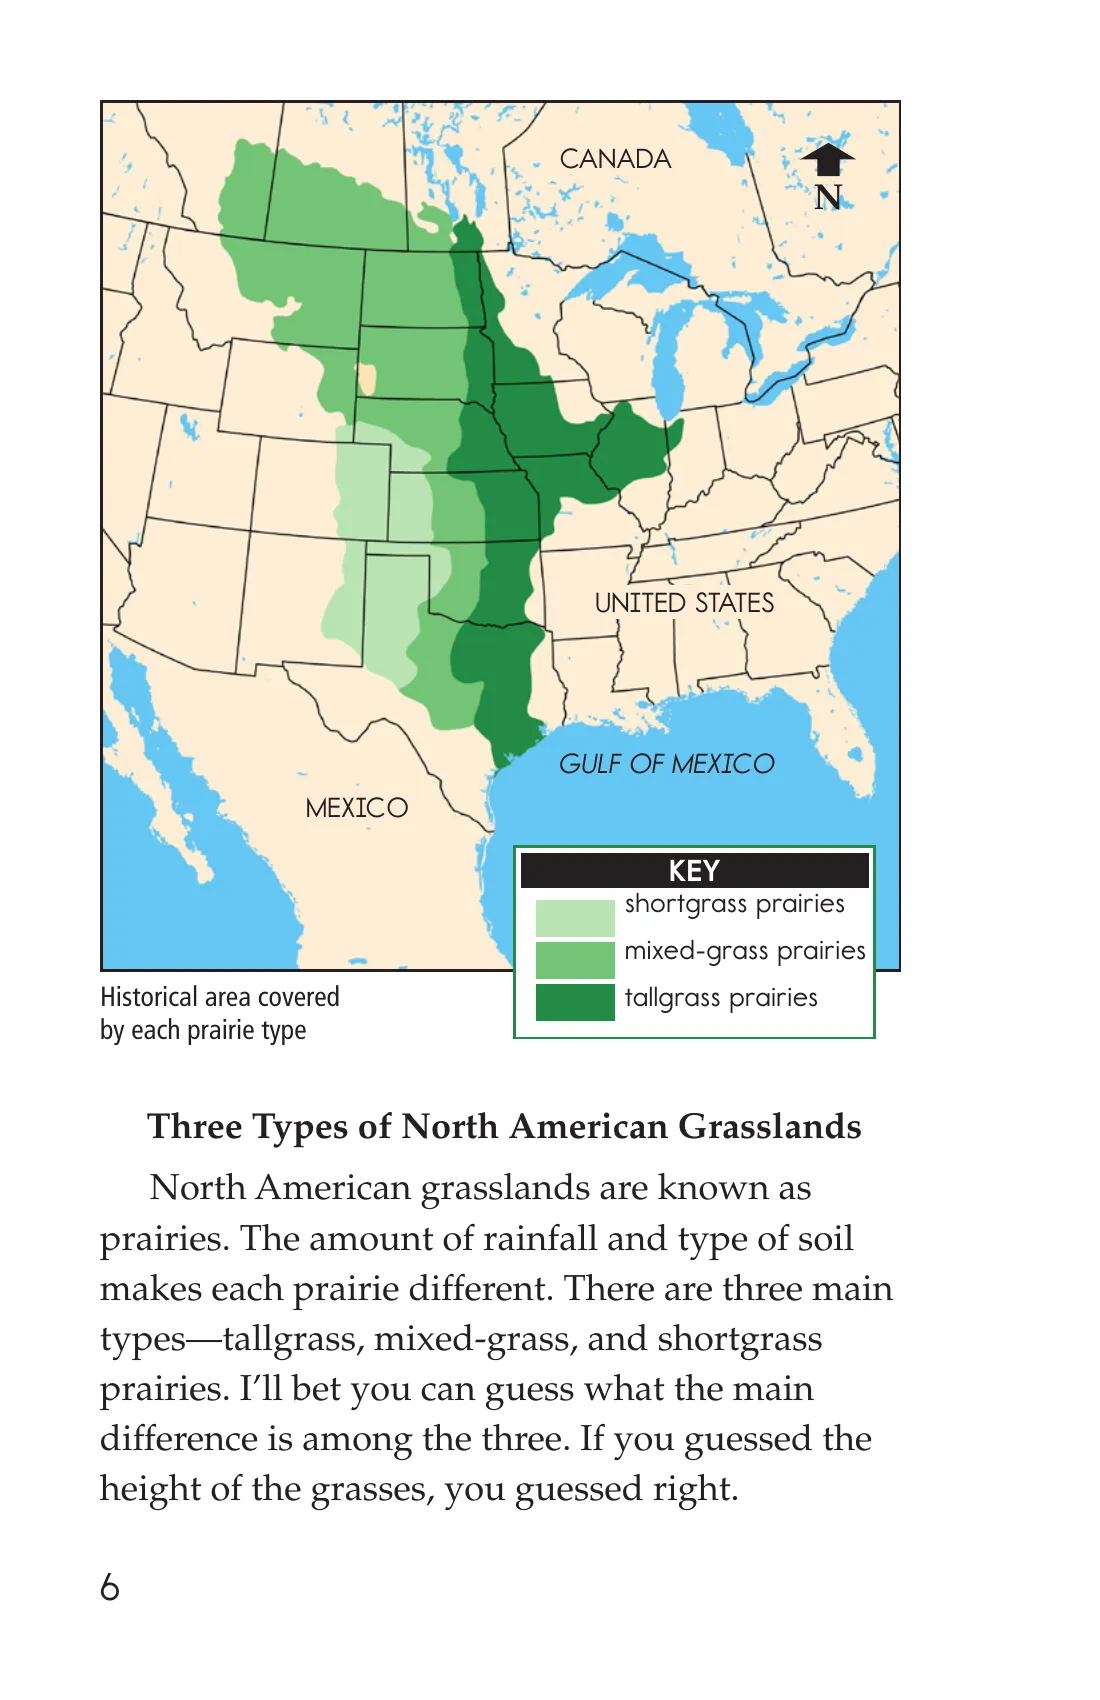 CANADA
N
UNITED STATES
GULF OF MEXICO
MEXICO
KEY
shortgrass prairies
mixed-grass prairies
tallgrass prairies
Historical area covered
by each prairie type
Three Types of North American Grasslands
North American grasslands are known as
prairies. The amount of rainfall and type of soil
makes each prairie different. There are three main
types—tallgrass, mixed-grass, and shortgrass
prairies. I’ll bet you can guess what the main
difference is among the three. If you guessed the
height of the grasses, you guessed right.
6